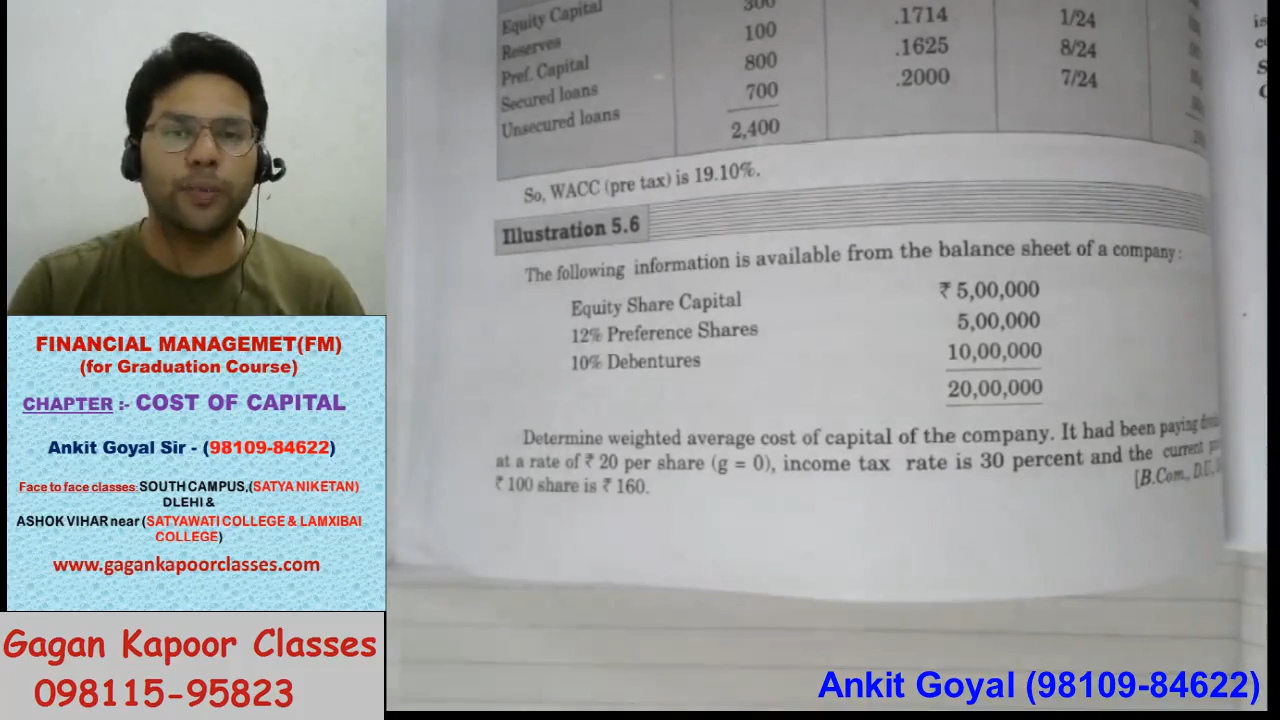 Equity Capital 300 .1714 1/24
Reserves 100 .1625 8/24
Pref. Capital 800 .2000 7/24
Secured loans 700
Unsecured loans 2,400
So, WACC (pre tax) is 19.10%.
Illustration 5.6
The following information is available from the balance sheet of a company:
Equity Share Capital ₹ 5,00,000
12% Preference Shares 5,00,000
10% Debentures 10,00,000
20,00,000
Determine weighted average cost of capital of the company. It had been paying
at a rate of ₹ 20 per share (g = 0), income tax rate is 30 percent and the current
₹ 100 share is ₹ 160.
[B.Com., D.U.,
FINANCIAL MANAGEMET(FM)
(for Graduation Course)
CHAPTER :- COST OF CAPITAL
Ankit Goyal Sir - (98109-84622)
Face to face classes: SOUTH CAMPUS,(SATYA NIKETAN)
DLEHI &
ASHOK VIHAR near (SATYAWATI COLLEGE & LAMXIBAI
COLLEGE)
www.gagankapoorclasses.com
Gagan Kapoor Classes
098115-95823
Ankit Goyal (98109-84622)